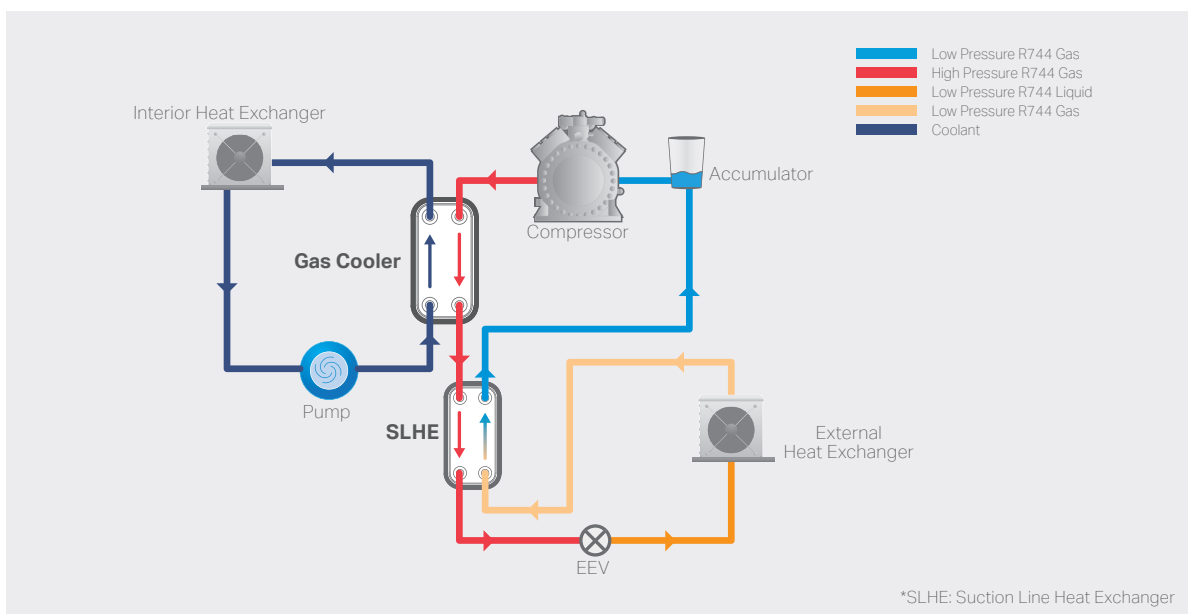 Low Pressure R744 Gas
High Pressure R744 Gas
Low Pressure R744 Liquid
Low Pressure R744 Gas
Coolant
Interior Heat Exchanger
Accumulator
Compressor
Gas Cooler
Pump
SLHE
External
Heat Exchanger
EEV
*SLHE: Suction Line Heat Exchanger